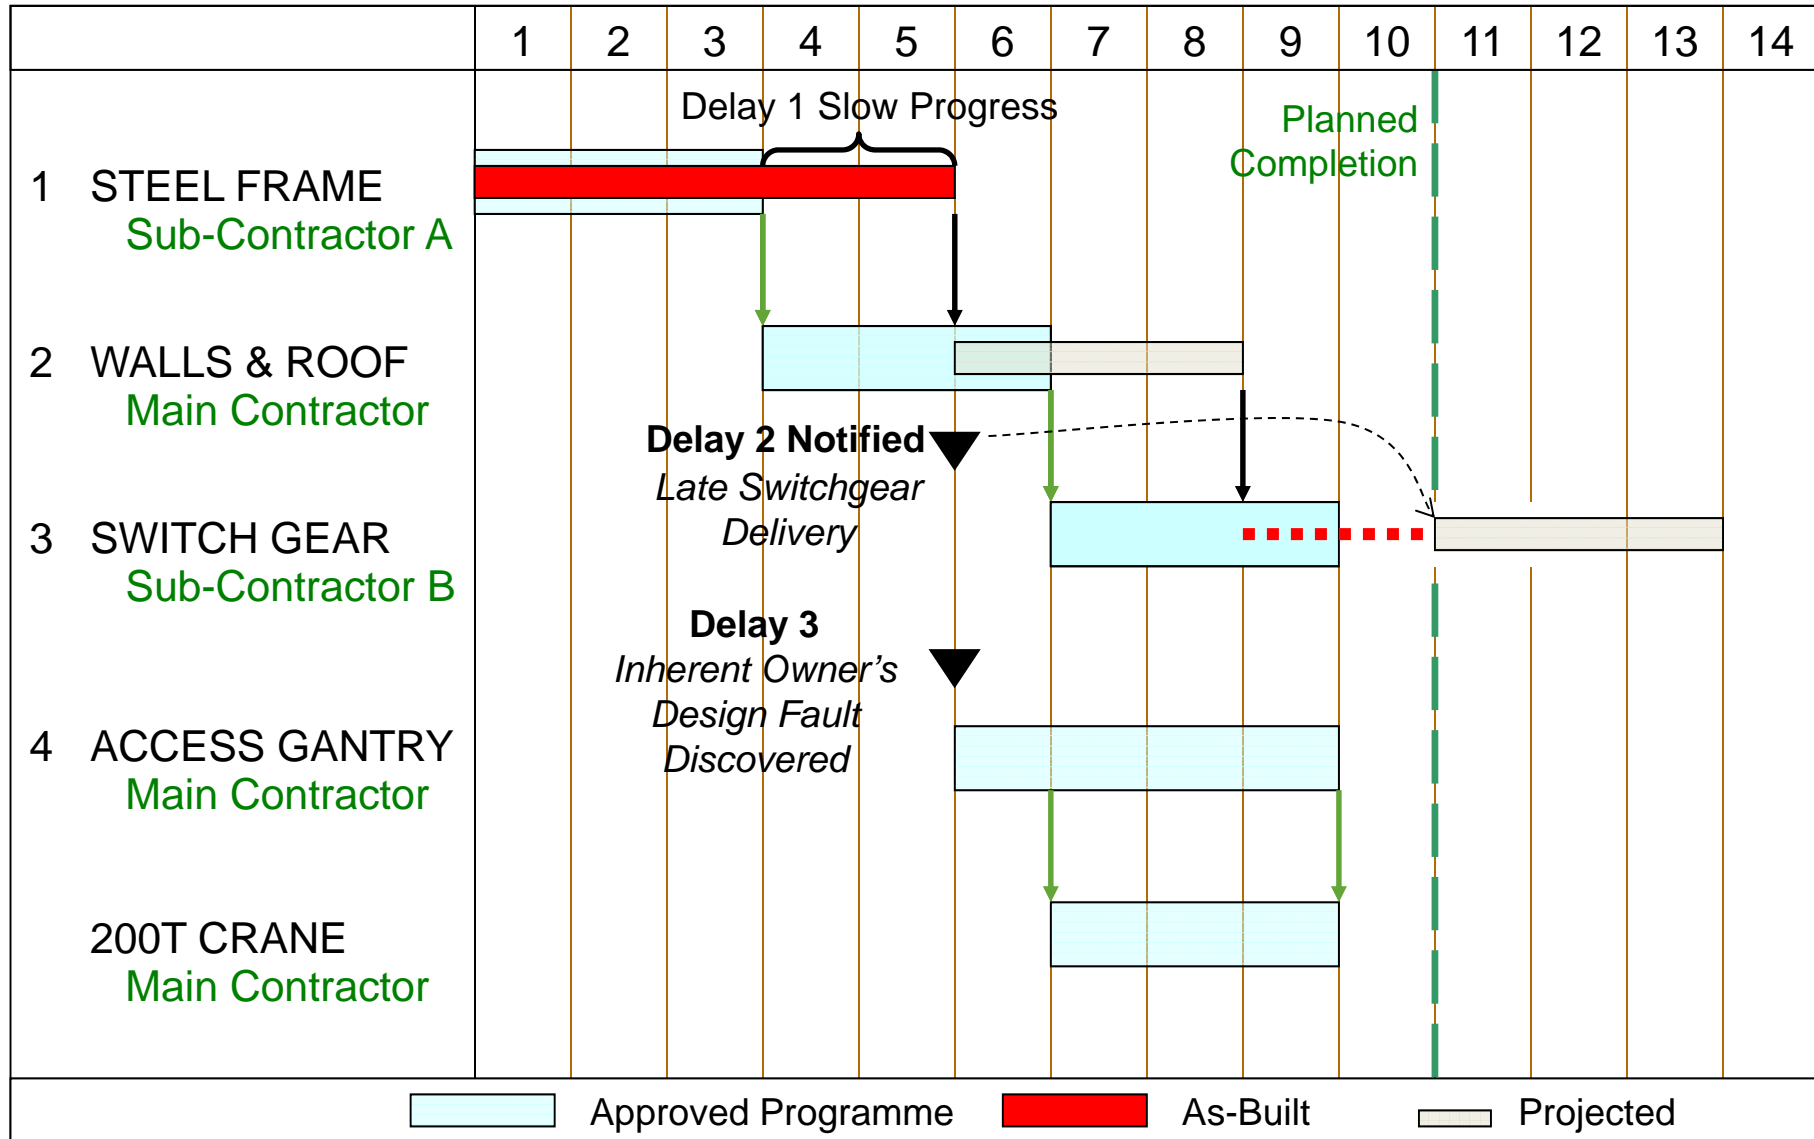 1 2 3 4 5 6 7 8 9 10 11 12 13 14
Delay 1 Slow Progress
Planned
Completion
1 STEEL FRAME
Sub-Contractor A
2 WALLS & ROOF
Main Contractor
Delay 2 Notified
Late Switchgear
Delivery
3 SWITCH GEAR
Sub-Contractor B
Delay 3
Inherent Owner's
Design Fault
Discovered
4 ACCESS GANTRY
Main Contractor
200T CRANE
Main Contractor
Approved Programme As-Built Projected